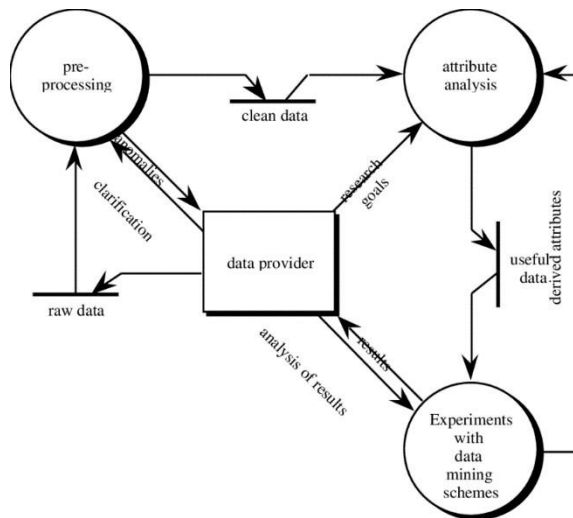 pre-
processing
attribute
analysis
clean data
anomalies
clarification
research
goals
data provider
useful
data
derived attributes
raw data
results
analysis of results
Experiments
with
data
mining
schemes